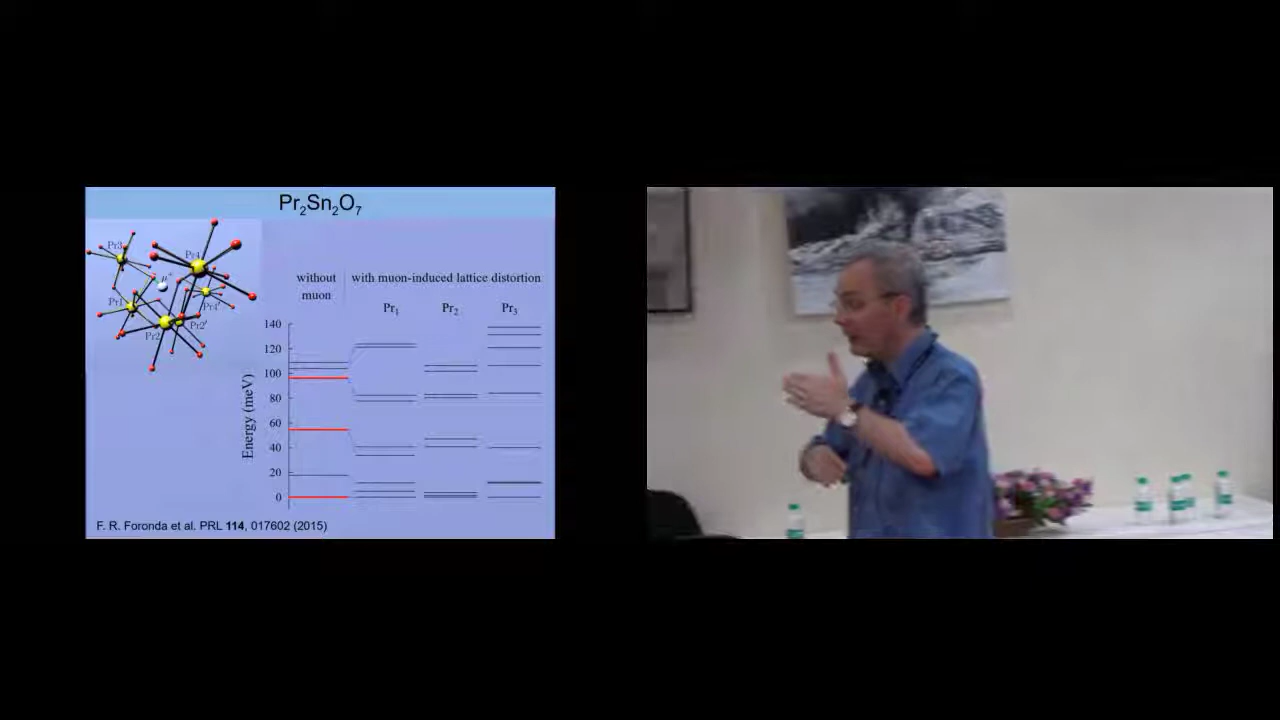 Pr2Sn2O7
Pr3
Pr4
μ+
Pr1
Pr4'
Pr2
Pr2'
without
muon
with muon-induced lattice distortion
Pr1
Pr2
Pr3
Energy (meV)
140
120
100
80
60
40
20
0
F. R. Foronda et al. PRL 114, 017602 (2015)